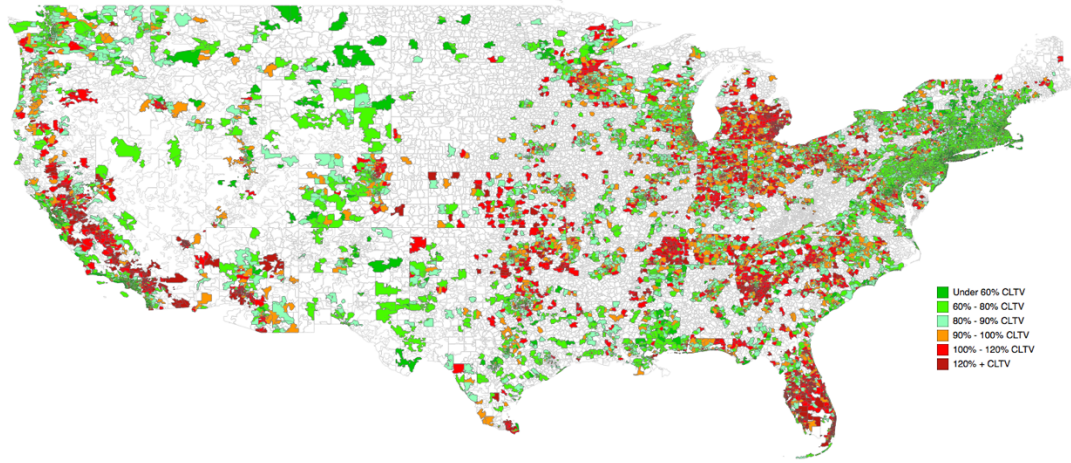 Under 60% CLTV
60% - 80% CLTV
80% - 90% CLTV
90% - 100% CLTV
100% - 120% CLTV
120% + CLTV